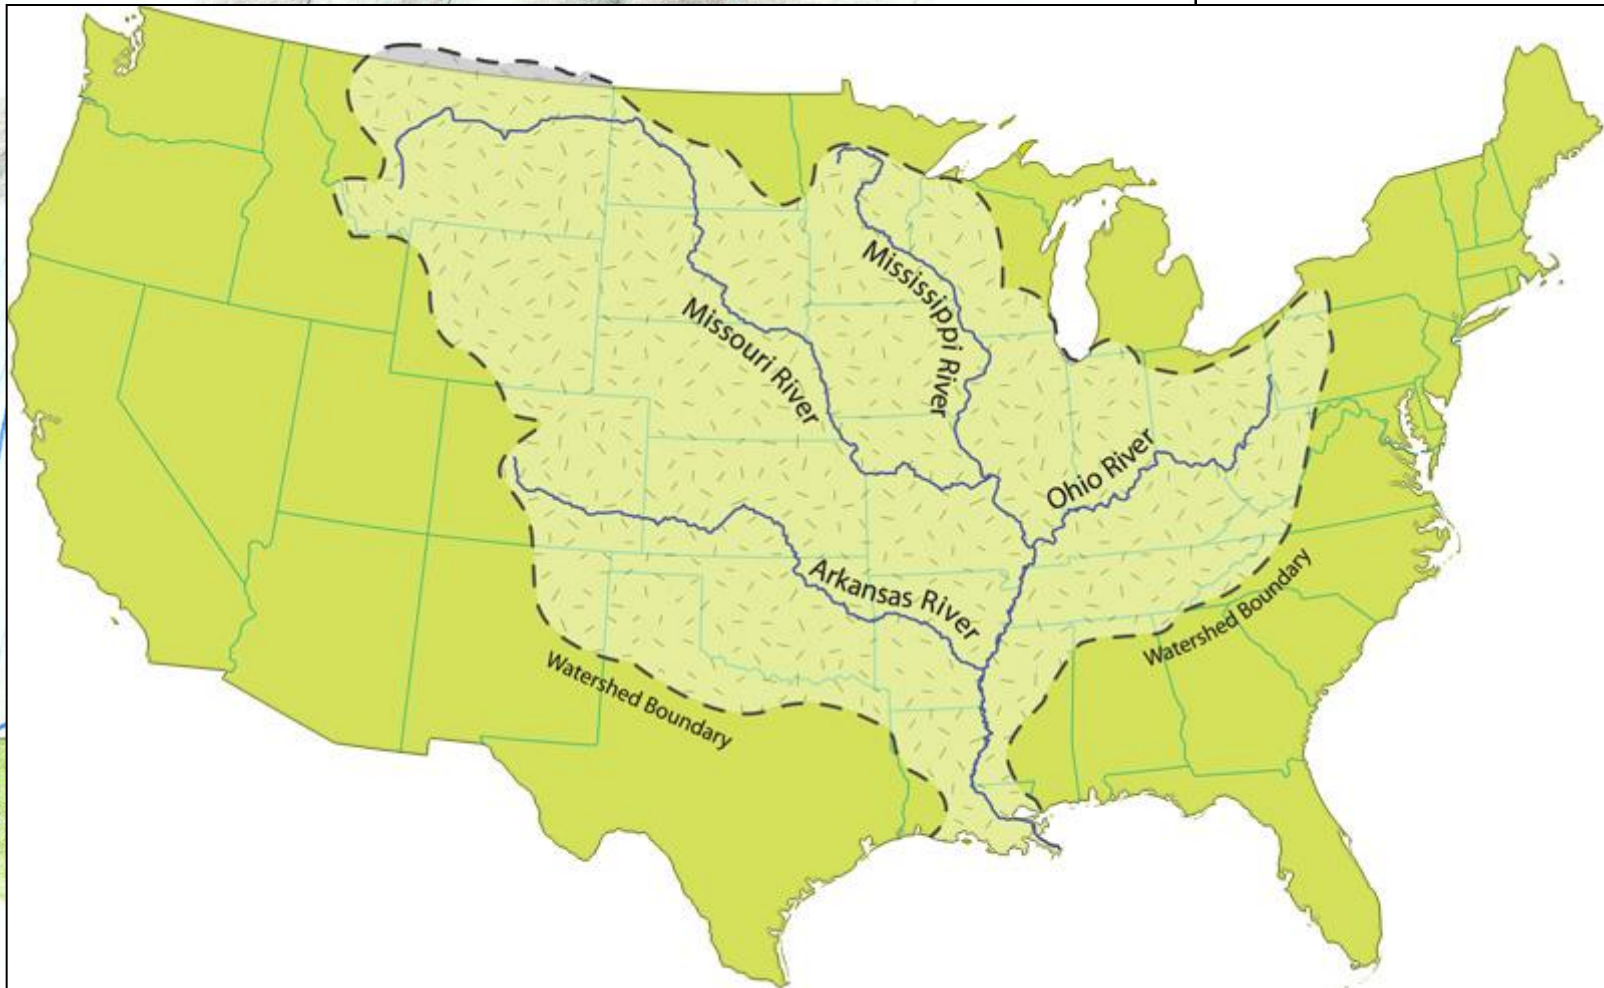 Mississippi River
Missouri River
Ohio River
Arkansas River
Watershed Boundary
Watershed Boundary